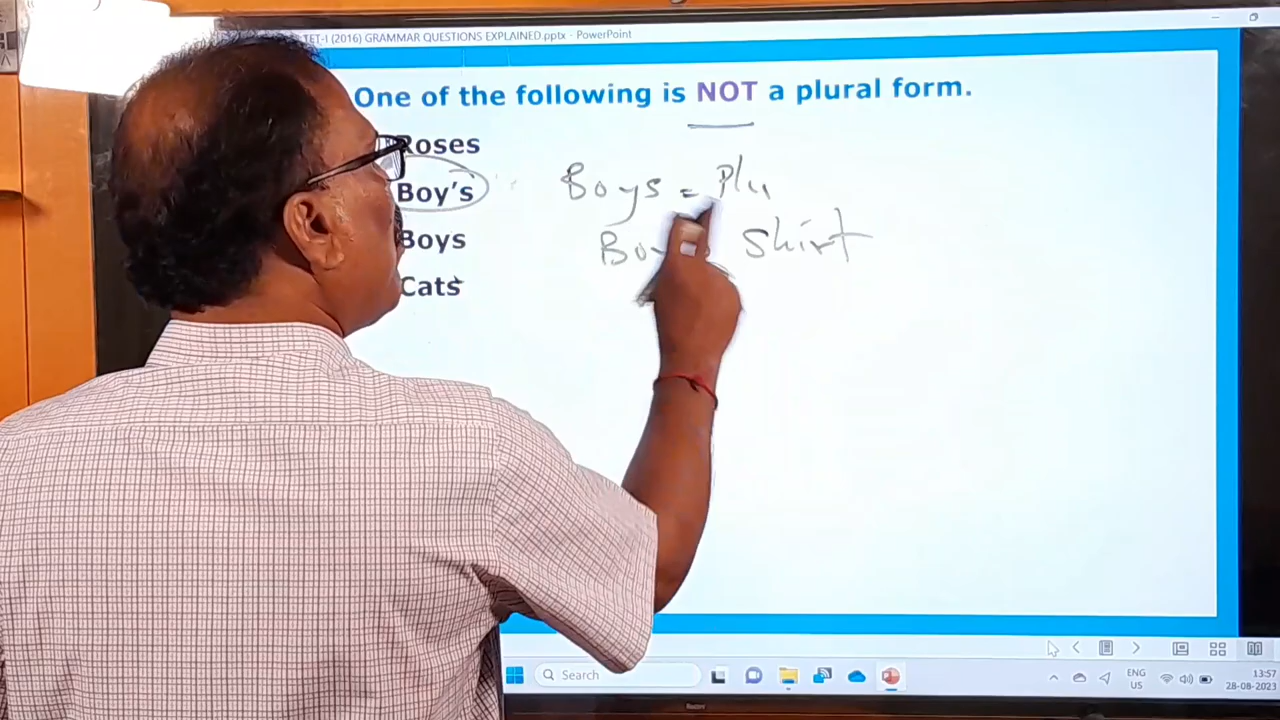 TET-I (2016) GRAMMAR QUESTIONS EXPLAINED.pptx - PowerPoint
One of the following is NOT a plural form.
Roses
Boy's
Boys
Cats
Boys = Plu
Shirt
Search
ENG
US
13:57
28-08-2023